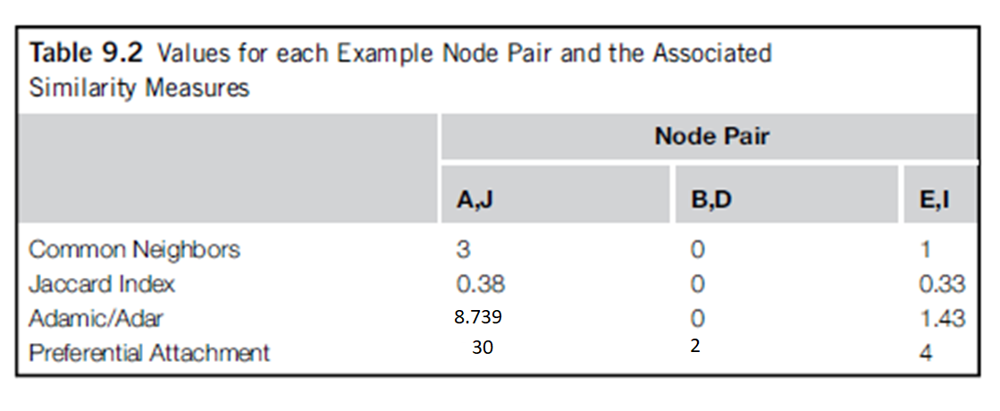 Table 9.2 Values for each Example Node Pair and the Associated
Similarity Measures
Node Pair
A,J B,D E,I
Common Neighbors 3 0 1
Jaccard Index 0.38 0 0.33
Adamic/Adar 8.739 0 1.43
Preferential Attachment 30 2 4